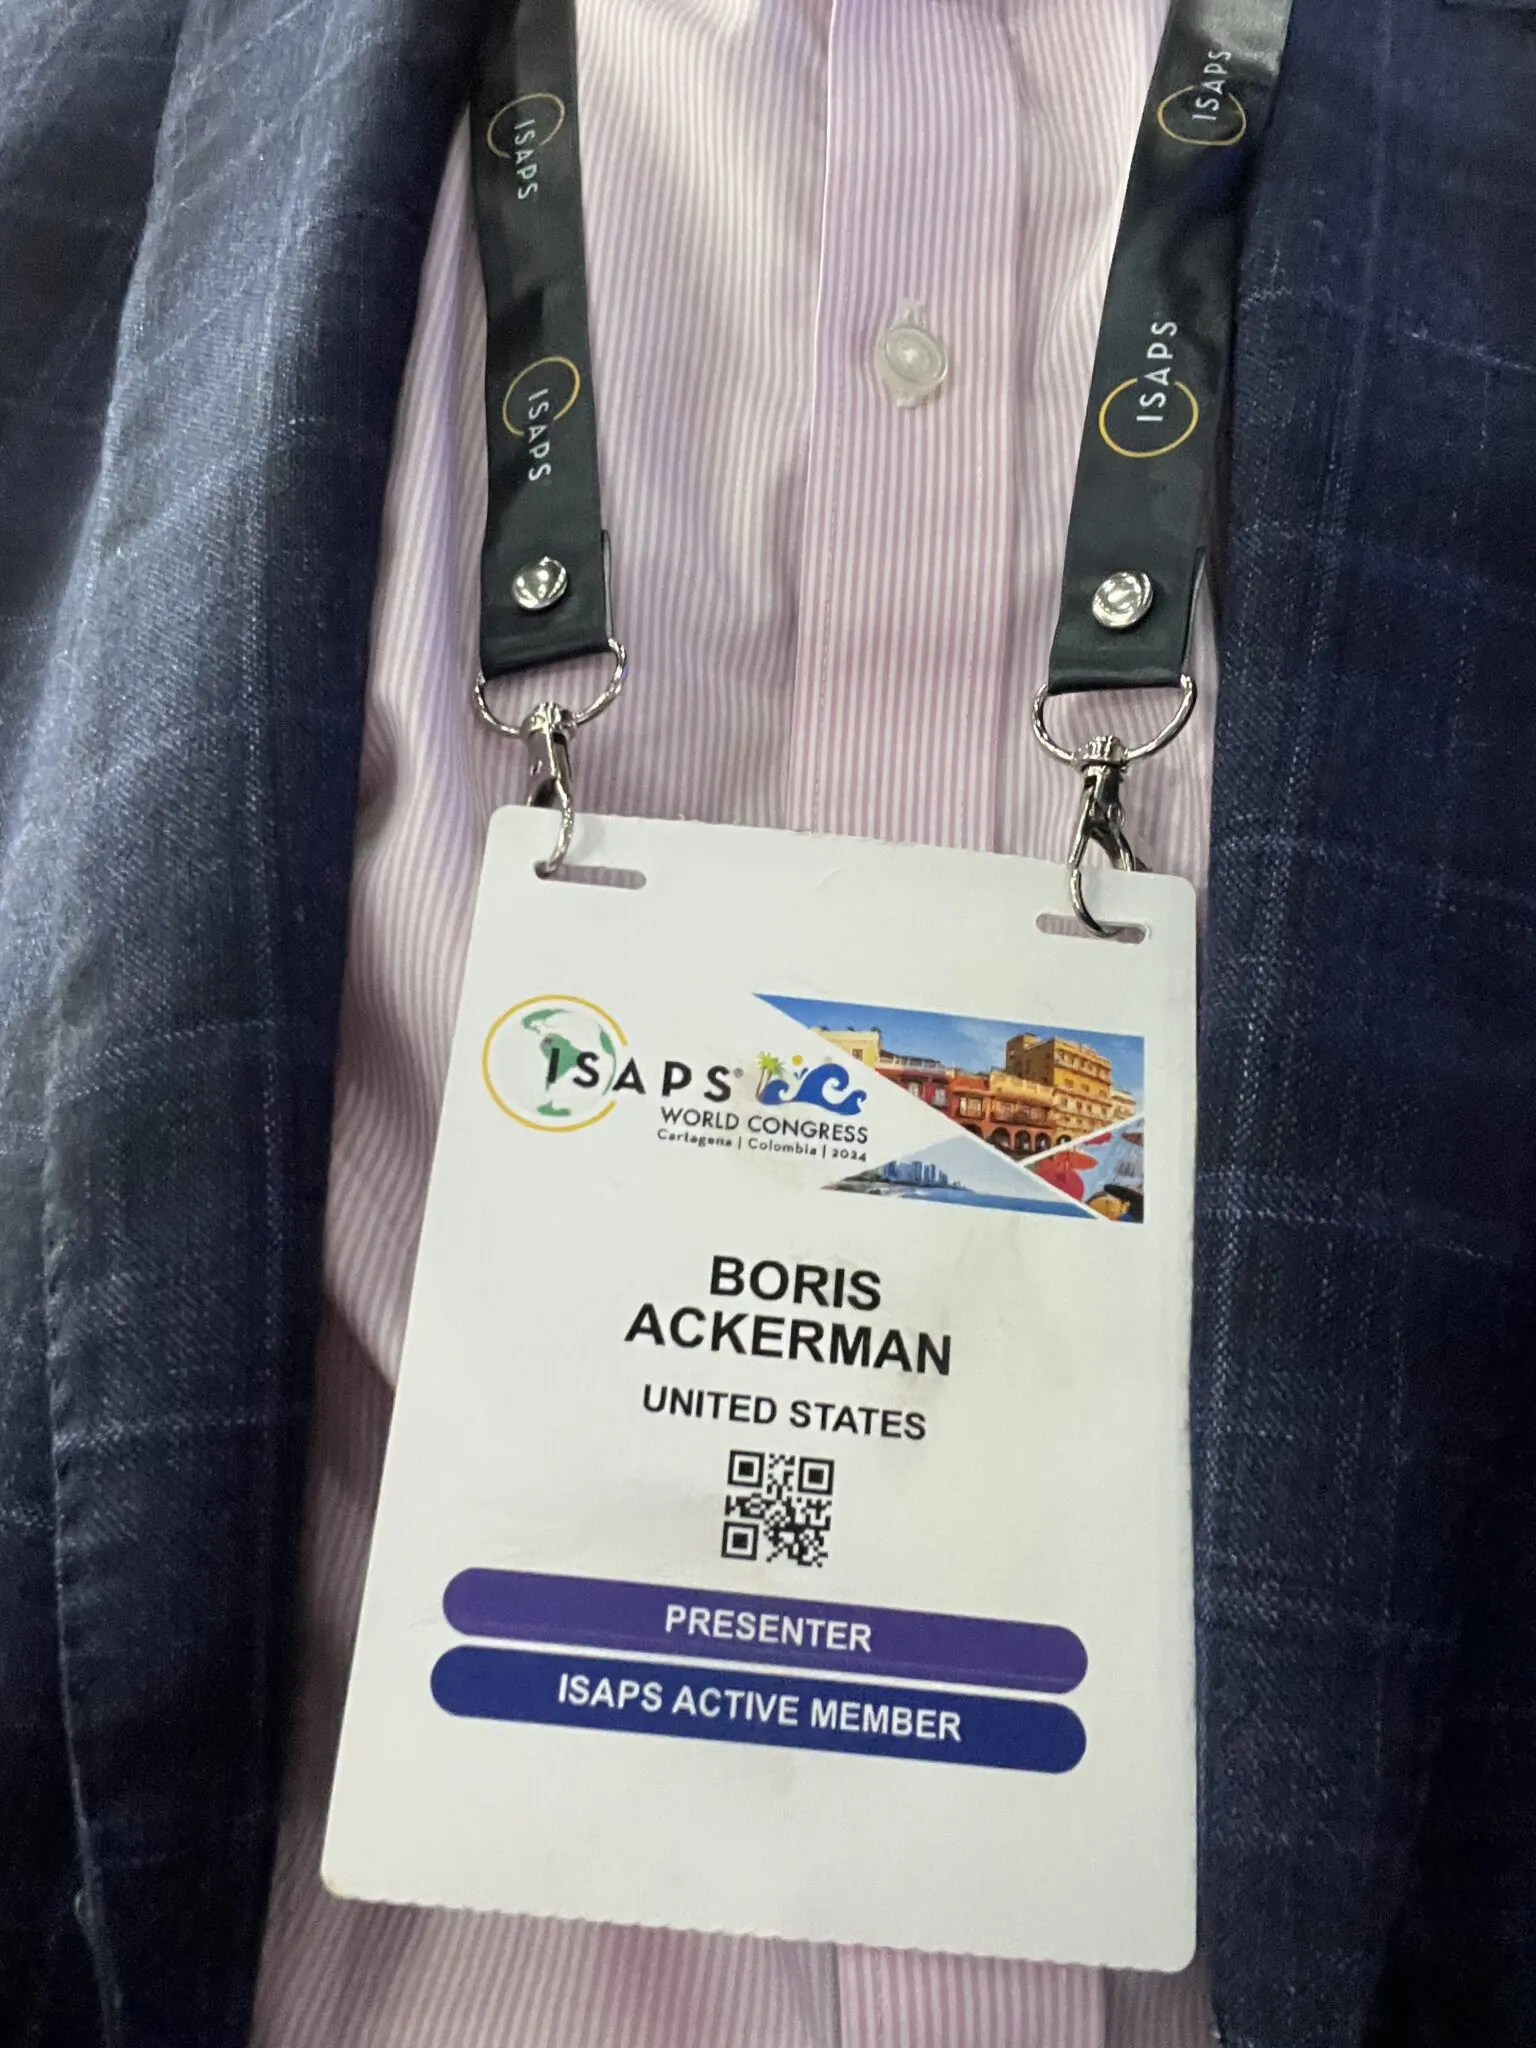 ISAPS
ISAPS
ISAPS
ISAPS
ISAPS®
WORLD CONGRESS
Cartagena | Colombia | 2024
BORIS
ACKERMAN
UNITED STATES
PRESENTER
ISAPS ACTIVE MEMBER